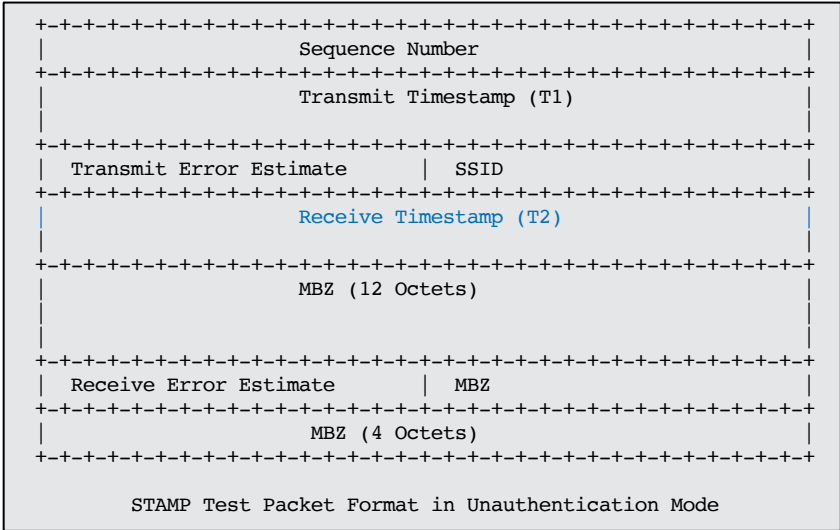 +-+-+-+-+-+-+-+-+-+-+-+-+-+-+-+-+-+-+-+-+-+-+-+-+-+-+-+-+-+-+-+-+
| Sequence Number |
+-+-+-+-+-+-+-+-+-+-+-+-+-+-+-+-+-+-+-+-+-+-+-+-+-+-+-+-+-+-+-+-+
| Transmit Timestamp (T1) |
| |
+-+-+-+-+-+-+-+-+-+-+-+-+-+-+-+-+-+-+-+-+-+-+-+-+-+-+-+-+-+-+-+-+
| Transmit Error Estimate | SSID |
+-+-+-+-+-+-+-+-+-+-+-+-+-+-+-+-+-+-+-+-+-+-+-+-+-+-+-+-+-+-+-+-+
| Receive Timestamp (T2) |
| |
+-+-+-+-+-+-+-+-+-+-+-+-+-+-+-+-+-+-+-+-+-+-+-+-+-+-+-+-+-+-+-+-+
| MBZ (12 Octets) |
| |
| |
+-+-+-+-+-+-+-+-+-+-+-+-+-+-+-+-+-+-+-+-+-+-+-+-+-+-+-+-+-+-+-+-+
| Receive Error Estimate | MBZ |
+-+-+-+-+-+-+-+-+-+-+-+-+-+-+-+-+-+-+-+-+-+-+-+-+-+-+-+-+-+-+-+-+
| MBZ (4 Octets) |
+-+-+-+-+-+-+-+-+-+-+-+-+-+-+-+-+-+-+-+-+-+-+-+-+-+-+-+-+-+-+-+-+
STAMP Test Packet Format in Unauthentication Mode